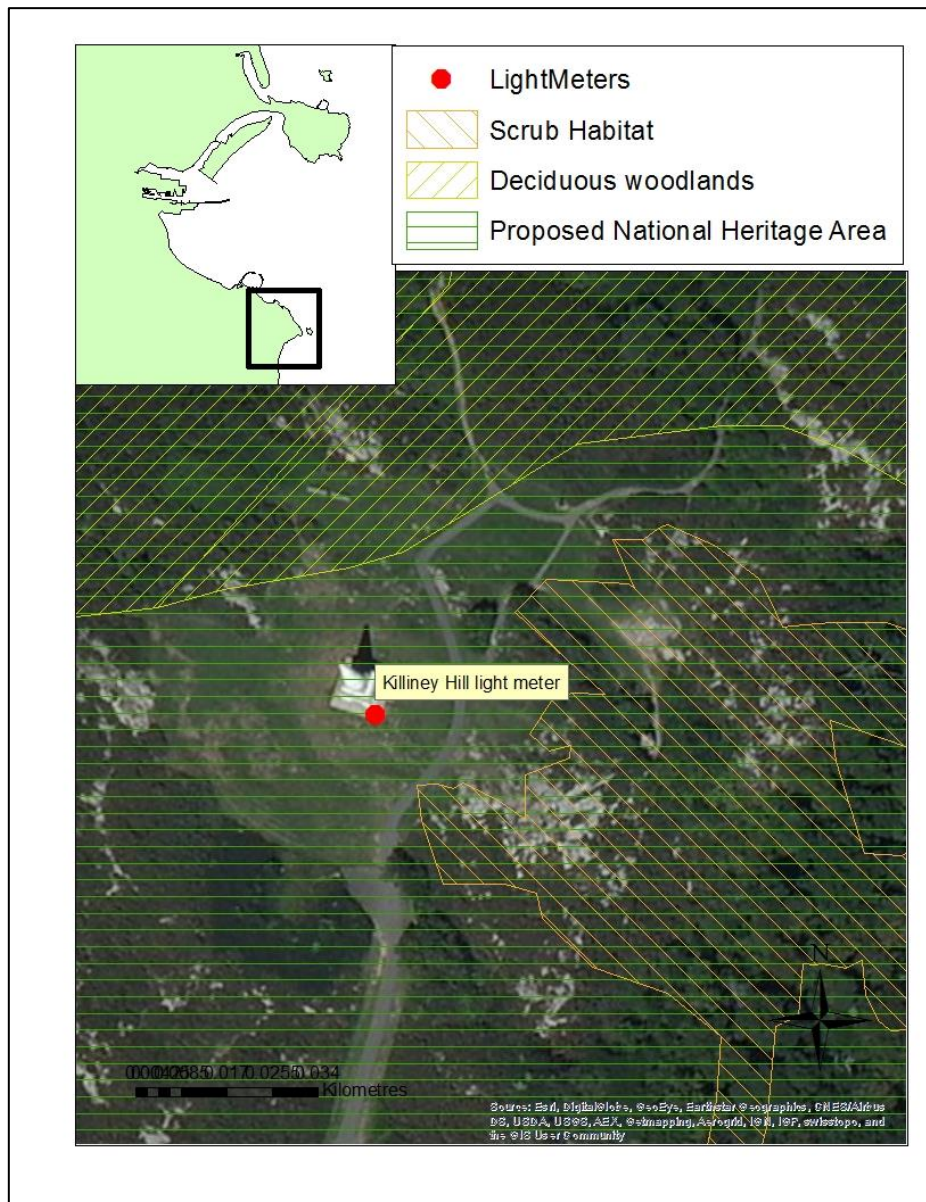 LightMeters
Scrub Habitat
Deciduous woodlands
Proposed National Heritage Area
Killiney Hill light meter
N
Kilometres
Source: Esri, DigitalGlobe, GeoEye, Earthstar Geographics, CNES/Airbus
DS, USDA, USGS, AEX, Getmapping, Aerogrid, IGN, IGP, swisstopo, and
the GIS User Community